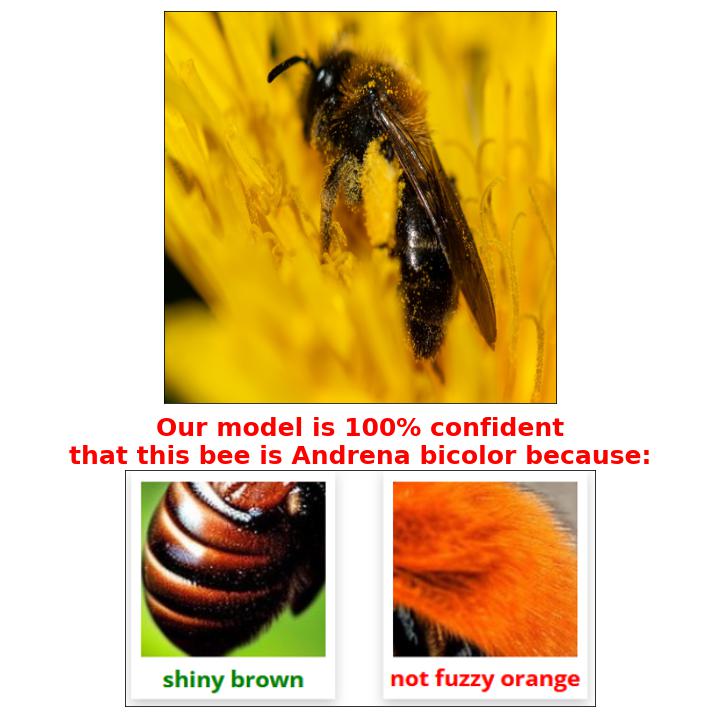 Our model is 100% confident
that this bee is Andrena bicolor because:
shiny brown
not fuzzy orange